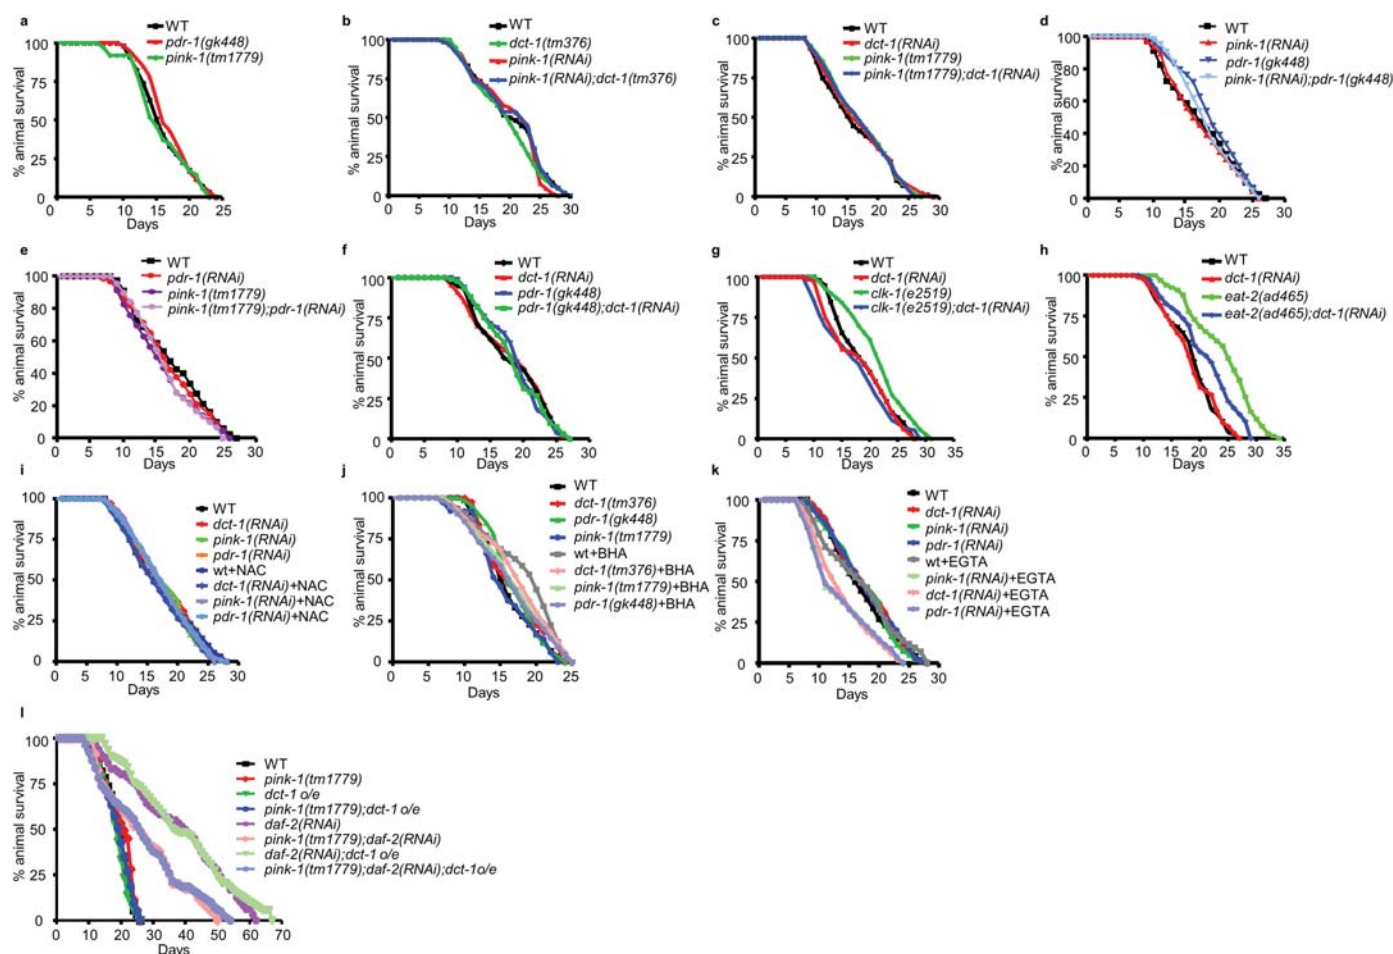 a
WT
pdr-1(gk448)
pink-1(tm1779)
% animal survival
100
75
50
25
0
0 5 10 15 20 25
Days
b
WT
dct-1(tm376)
pink-1(RNAi)
pink-1(RNAi);dct-1(tm376)
% animal survival
100
75
50
25
0
0 5 10 15 20 25 30
Days
c
WT
dct-1(RNAi)
pink-1(tm1779)
pink-1(tm1779);dct-1(RNAi)
% animal survival
100
75
50
25
0
0 5 10 15 20 25 30
Days
d
WT
pink-1(RNAi)
pdr-1(gk448)
pink-1(RNAi);pdr-1(gk448)
% animal survival
100
80
60
40
20
0
0 5 10 15 20 25 30
Days
e
WT
pdr-1(RNAi)
pink-1(tm1779)
pink-1(tm1779);pdr-1(RNAi)
% animal survival
100
80
60
40
20
0
0 5 10 15 20 25 30
Days
f
WT
dct-1(RNAi)
pdr-1(gk448)
pdr-1(gk448);dct-1(RNAi)
% animal survival
100
75
50
25
0
0 5 10 15 20 25 30
Days
g
WT
dct-1(RNAi)
clk-1(e2519)
clk-1(e2519);dct-1(RNAi)
% animal survival
100
75
50
25
0
0 5 10 15 20 25 30 35
Days
h
WT
dct-1(RNAi)
eat-2(ad465)
eat-2(ad465);dct-1(RNAi)
% animal survival
100
75
50
25
0
0 5 10 15 20 25 30 35
Days
i
WT
dct-1(RNAi)
pink-1(RNAi)
pdr-1(RNAi)
wt+NAC
dct-1(RNAi)+NAC
pink-1(RNAi)+NAC
pdr-1(RNAi)+NAC
% animal survival
100
75
50
25
0
0 5 10 15 20 25 30
Days
j
WT
dct-1(tm376)
pdr-1(gk448)
pink-1(tm1779)
wt+BHA
dct-1(tm376)+BHA
pink-1(tm1779)+BHA
pdr-1(gk448)+BHA
% animal survival
100
75
50
25
0
0 5 10 15 20 25
Days
k
WT
dct-1(RNAi)
pink-1(RNAi)
pdr-1(RNAi)
wt+EGTA
pink-1(RNAi)+EGTA
dct-1(RNAi)+EGTA
pdr-1(RNAi)+EGTA
% animal survival
100
75
50
25
0
0 5 10 15 20 25 30
Days
l
WT
pink-1(tm1779)
dct-1 o/e
pink-1(tm1779);dct-1 o/e
daf-2(RNAi)
pink-1(tm1779);daf-2(RNAi)
daf-2(RNAi);dct-1 o/e
pink-1(tm1779);daf-2(RNAi);dct-1o/e
% animal survival
100
75
50
25
0
0 10 20 30 40 50 60 70
Days